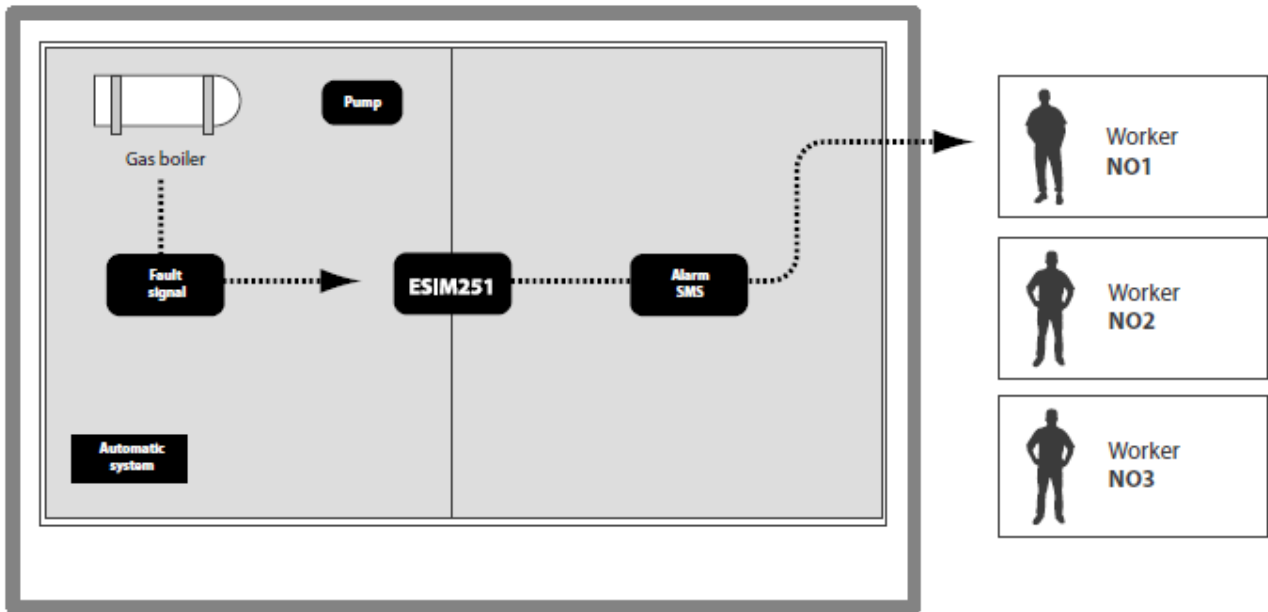 Pump
Gas boiler
Fault
signal
ESIM251
Alarm
SMS
Automatic
system
Worker
NO1
Worker
NO2
Worker
NO3